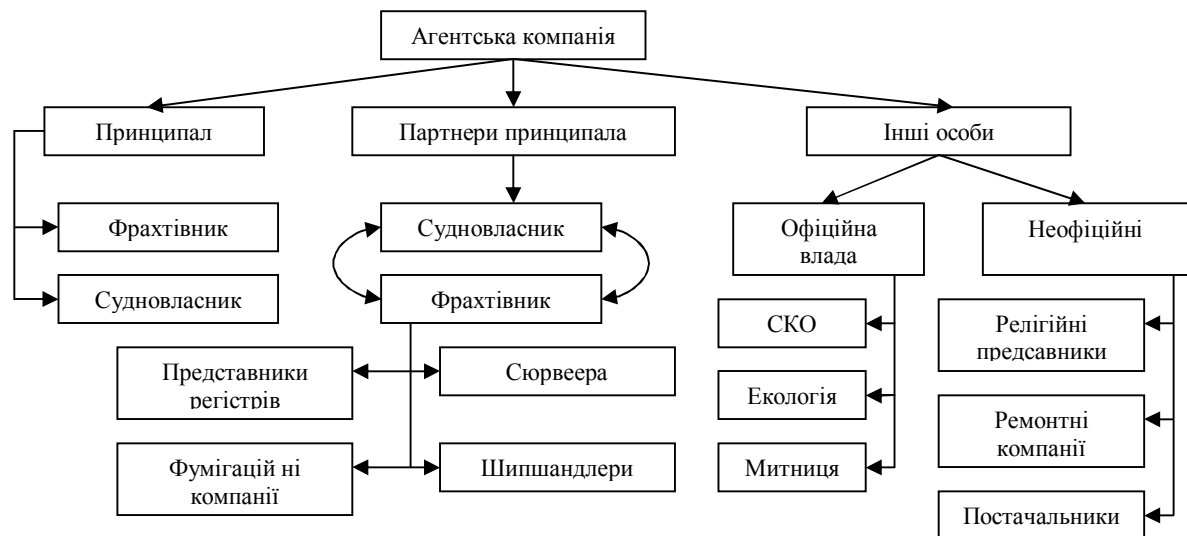 Агентська компанія
Принципал
Партнери принципала
Інші особи
Фрахтівник
Судновласник
Офіційна
влада
Неофіційні
Судновласник
Фрахтівник
СКО
Релігійні
предсавники
Представники
регістрів
Сюрвеера
Екологія
Ремонтні
компанії
Фумігацій ні
компанії
Шипшандлери
Митниця
Постачальники